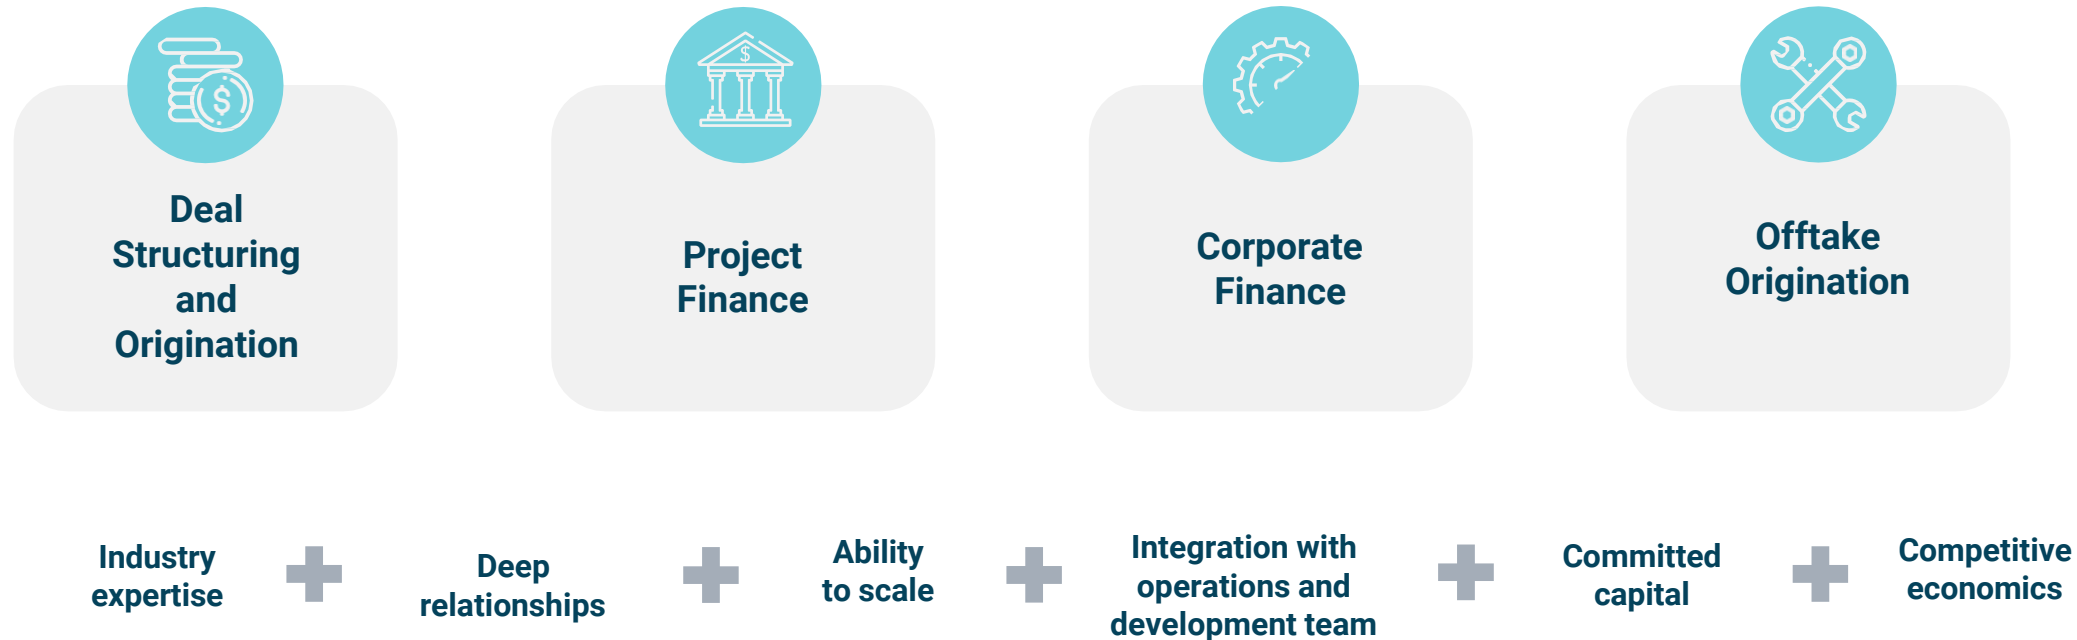 Deal
Structuring
and
Origination
Project
Finance
Corporate
Finance
Offtake
Origination
Industry
expertise
Deep
relationships
Ability
to scale
Integration with
operations and
development team
Committed
capital
Competitive
economics